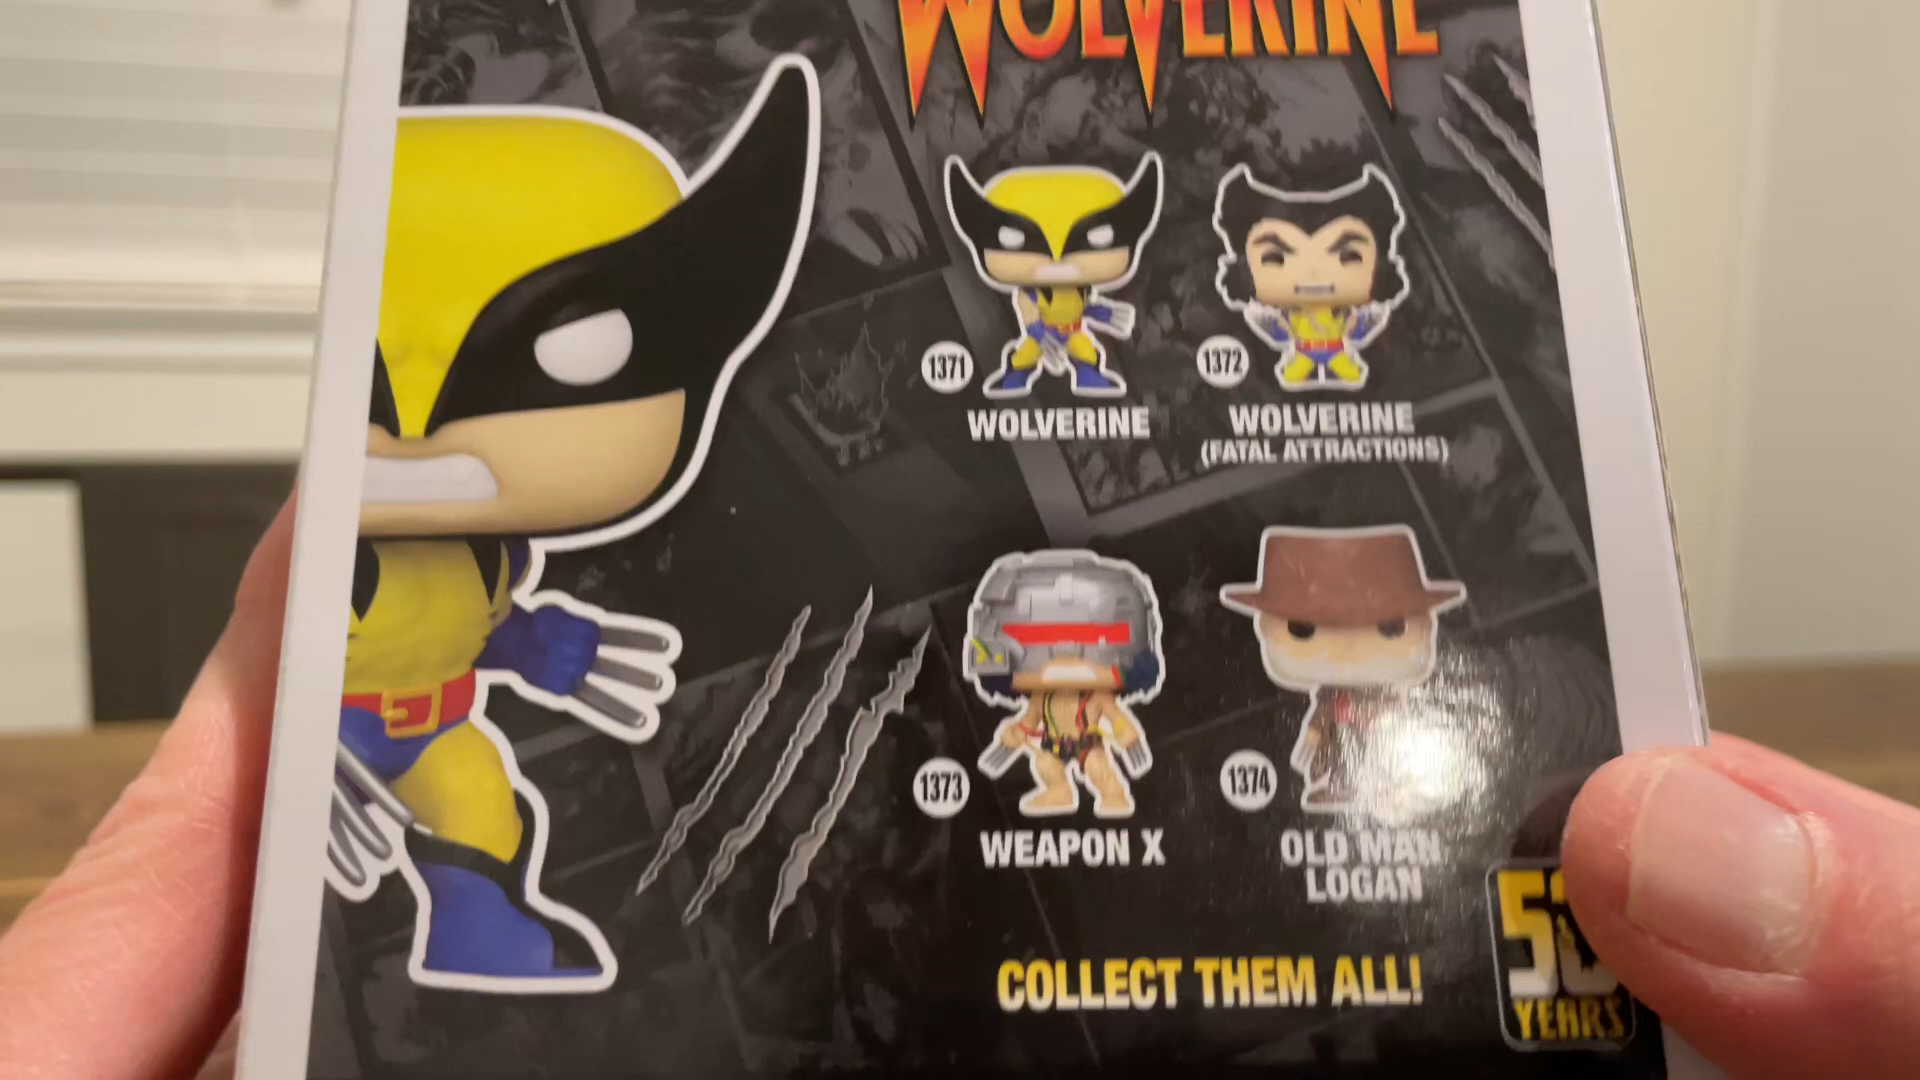 WOLVERINE
1371
WOLVERINE
1372
WOLVERINE
(FATAL ATTRACTIONS)
1373
WEAPON X
1374
OLD MAN
LOGAN
COLLECT THEM ALL!
YEARS